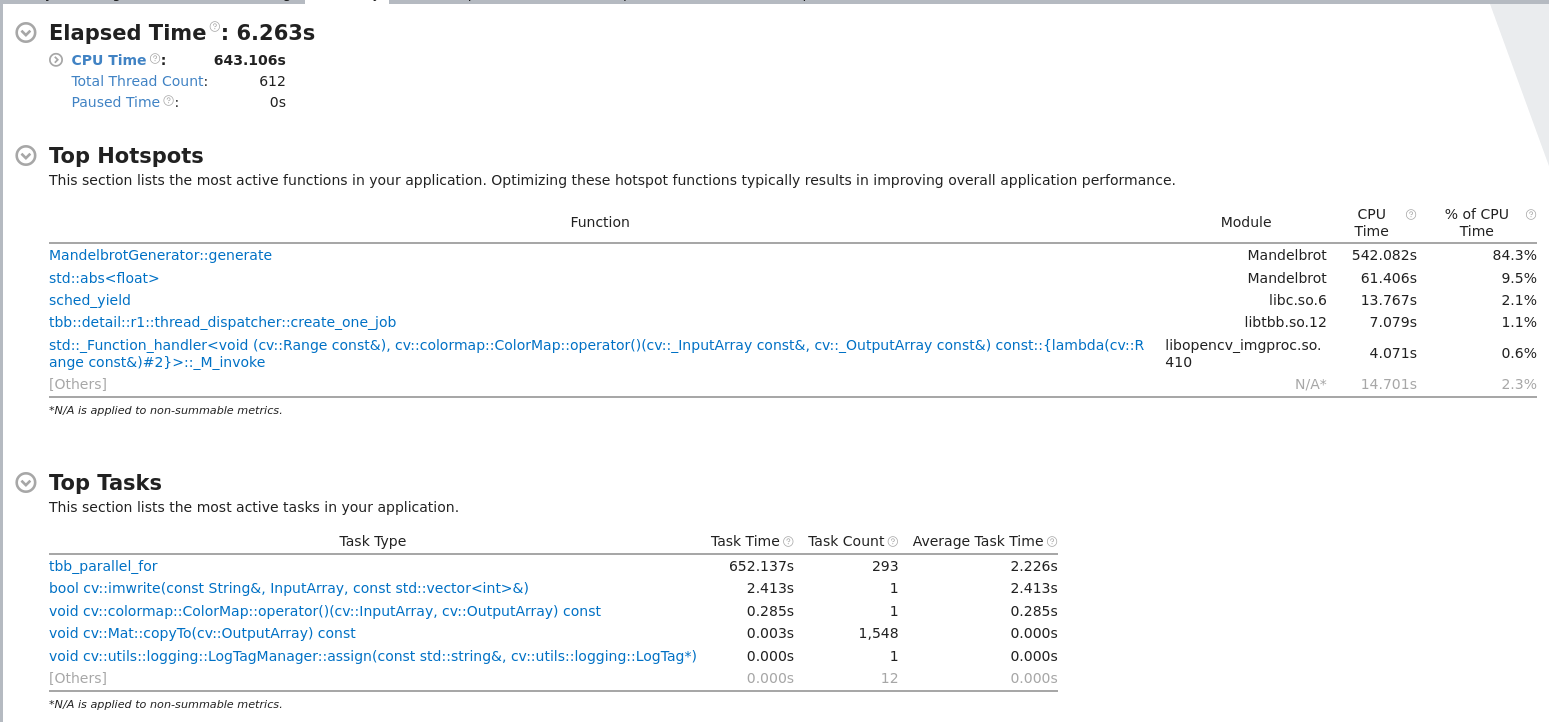 Elapsed Time: 6.263s
CPU Time: 643.106s
Total Thread Count: 612
Paused Time: 0s
Top Hotspots
This section lists the most active functions in your application. Optimizing these hotspot functions typically results in improving overall application performance.
Function Module CPU Time % of CPU Time
MandelbrotGenerator::generate Mandelbrot 542.082s 84.3%
std::abs<float> Mandelbrot 61.406s 9.5%
sched_yield libc.so.6 13.767s 2.1%
tbb::detail::r1::thread_dispatcher::create_one_job libtbb.so.12 7.079s 1.1%
std::_Function_handler<void (cv::Range const&), cv::colormap::ColorMap::operator()(cv::_InputArray const&, cv::_OutputArray const&) const::{lambda(cv::R
ange const&)#2}>::_M_invoke libopencv_imgproc.so.410 4.071s 0.6%
[Others] N/A* 14.701s 2.3%
*N/A is applied to non-summable metrics.
Top Tasks
This section lists the most active tasks in your application.
Task Type Task Time Task Count Average Task Time
tbb_parallel_for 652.137s 293 2.226s
bool cv::imwrite(const String&, InputArray, const std::vector<int>&) 2.413s 1 2.413s
void cv::colormap::ColorMap::operator()(cv::InputArray, cv::OutputArray) const 0.285s 1 0.285s
void cv::Mat::copyTo(cv::OutputArray) const 0.003s 1,548 0.000s
void cv::utils::logging::LogTagManager::assign(const std::string&, cv::utils::logging::LogTag*) 0.000s 1 0.000s
[Others] 0.000s 12 0.000s
*N/A is applied to non-summable metrics.